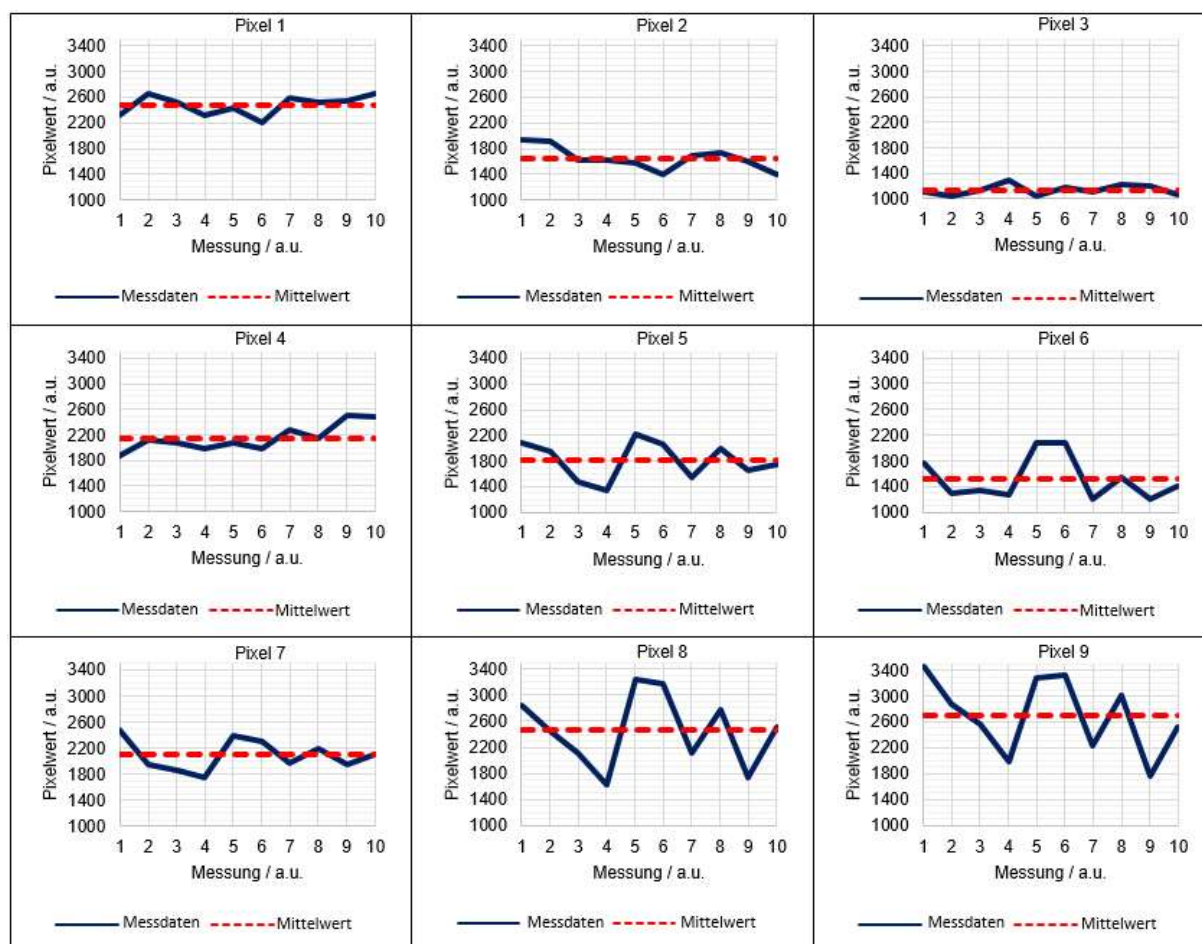 Pixel 1
Pixelwert / a.u.
3400
3000
2600
2200
1800
1400
1000
1 2 3 4 5 6 7 8 9 10
Messung / a.u.
Messdaten Mittelwert
Pixel 2
Pixelwert / a.u.
3400
3000
2600
2200
1800
1400
1000
1 2 3 4 5 6 7 8 9 10
Messung / a.u.
Messdaten Mittelwert
Pixel 3
Pixelwert / a.u.
3400
3000
2600
2200
1800
1400
1000
1 2 3 4 5 6 7 8 9 10
Messung / a.u.
Messdaten Mittelwert
Pixel 4
Pixelwert / a.u.
3400
3000
2600
2200
1800
1400
1000
1 2 3 4 5 6 7 8 9 10
Messung / a.u.
Messdaten Mittelwert
Pixel 5
Pixelwert / a.u.
3400
3000
2600
2200
1800
1400
1000
1 2 3 4 5 6 7 8 9 10
Messung / a.u.
Messdaten Mittelwert
Pixel 6
Pixelwert / a.u.
3400
3000
2600
2200
1800
1400
1000
1 2 3 4 5 6 7 8 9 10
Messung / a.u.
Messdaten Mittelwert
Pixel 7
Pixelwert / a.u.
3400
3000
2600
2200
1800
1400
1000
1 2 3 4 5 6 7 8 9 10
Messung / a.u.
Messdaten Mittelwert
Pixel 8
Pixelwert / a.u.
3400
3000
2600
2200
1800
1400
1000
1 2 3 4 5 6 7 8 9 10
Messung / a.u.
Messdaten Mittelwert
Pixel 9
Pixelwert / a.u.
3400
3000
2600
2200
1800
1400
1000
1 2 3 4 5 6 7 8 9 10
Messung / a.u.
Messdaten Mittelwert